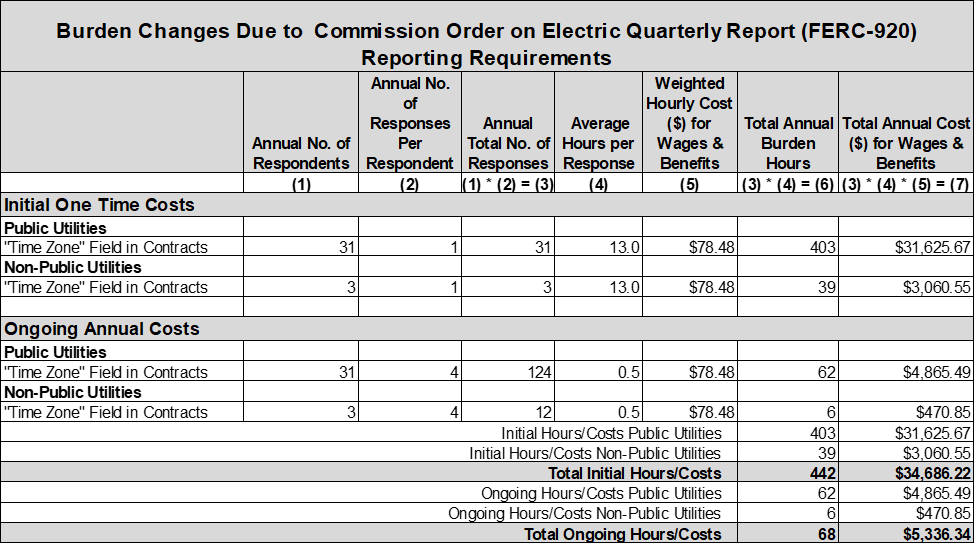 Burden Changes Due to Commission Order on Electric Quarterly Report (FERC-920)
Reporting Requirements
Annual No. of Respondents Annual No. of Responses Per Respondent Annual Total No. of Responses Average Hours per Response Weighted Hourly Cost ($) for Wages & Benefits Total Annual Burden Hours Total Annual Cost ($) for Wages & Benefits
(1) (2) (1) * (2) = (3) (4) (5) (3) * (4) = (6) (3) * (4) * (5) = (7)
Initial One Time Costs
Public Utilities
"Time Zone" Field in Contracts 31 1 31 13.0 $78.48 403 $31,625.67
Non-Public Utilities
"Time Zone" Field in Contracts 3 1 3 13.0 $78.48 39 $3,060.55
Ongoing Annual Costs
Public Utilities
"Time Zone" Field in Contracts 31 4 124 0.5 $78.48 62 $4,865.49
Non-Public Utilities
"Time Zone" Field in Contracts 3 4 12 0.5 $78.48 6 $470.85
Initial Hours/Costs Public Utilities 403 $31,625.67
Initial Hours/Costs Non-Public Utilities 39 $3,060.55
Total Initial Hours/Costs 442 $34,686.22
Ongoing Hours/Costs Public Utilities 62 $4,865.49
Ongoing Hours/Costs Non-Public Utilities 6 $470.85
Total Ongoing Hours/Costs 68 $5,336.34